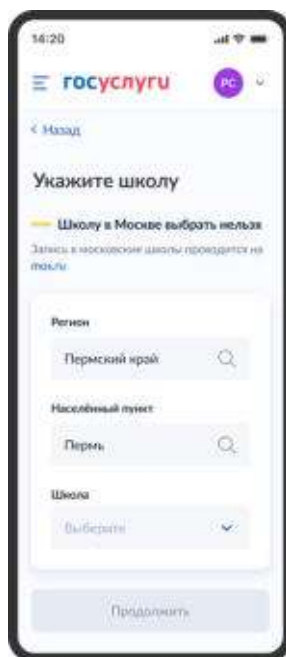 14:20
госуслуги
РС
< Назад
Укажите школу
Школу в Москве выбрать нельзя
Запись в московские школы проводится на
mos.ru
Регион
Пермский край
Населённый пункт
Пермь
Школа
Выберите
Продолжить